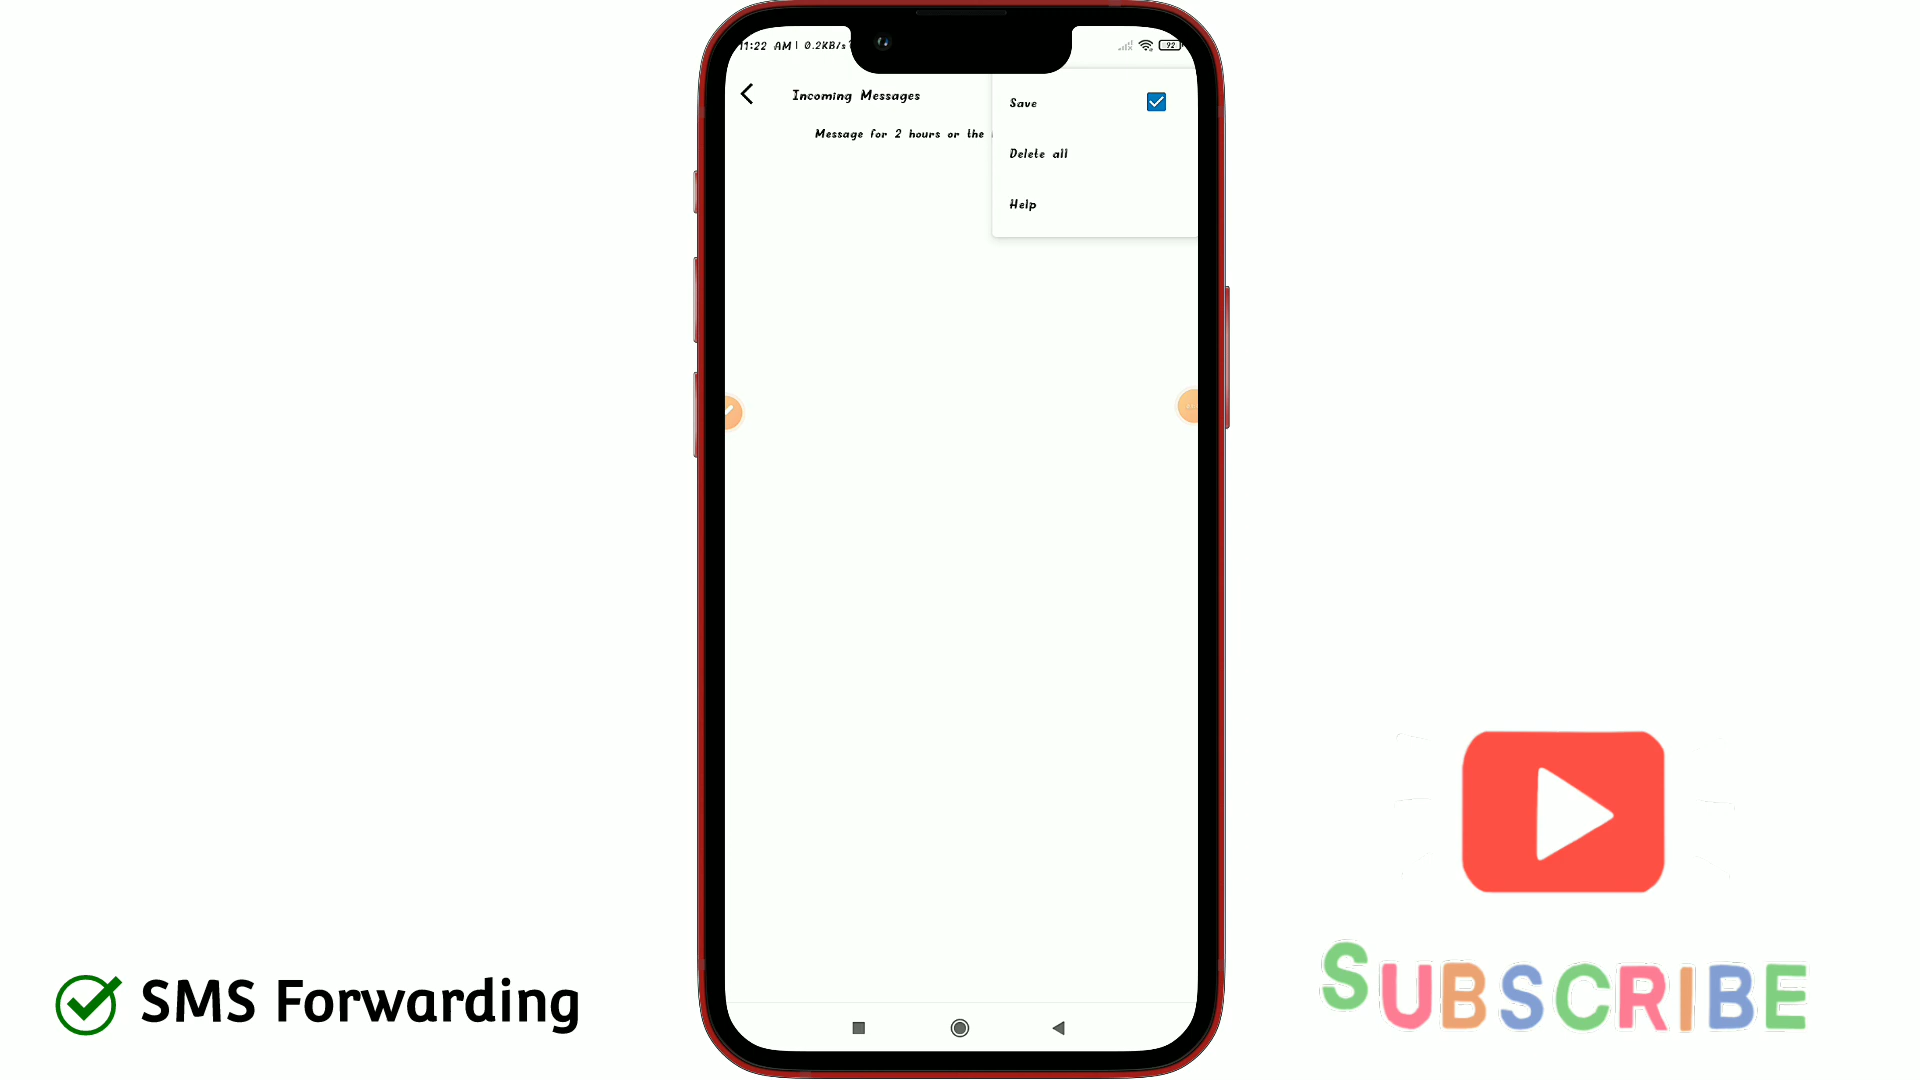 11:22 AM | 0.2KB/s
92
Incoming Messages
Message for 2 hours or the
Save
Delete all
Help
SMS Forwarding
SUBSCRIBE